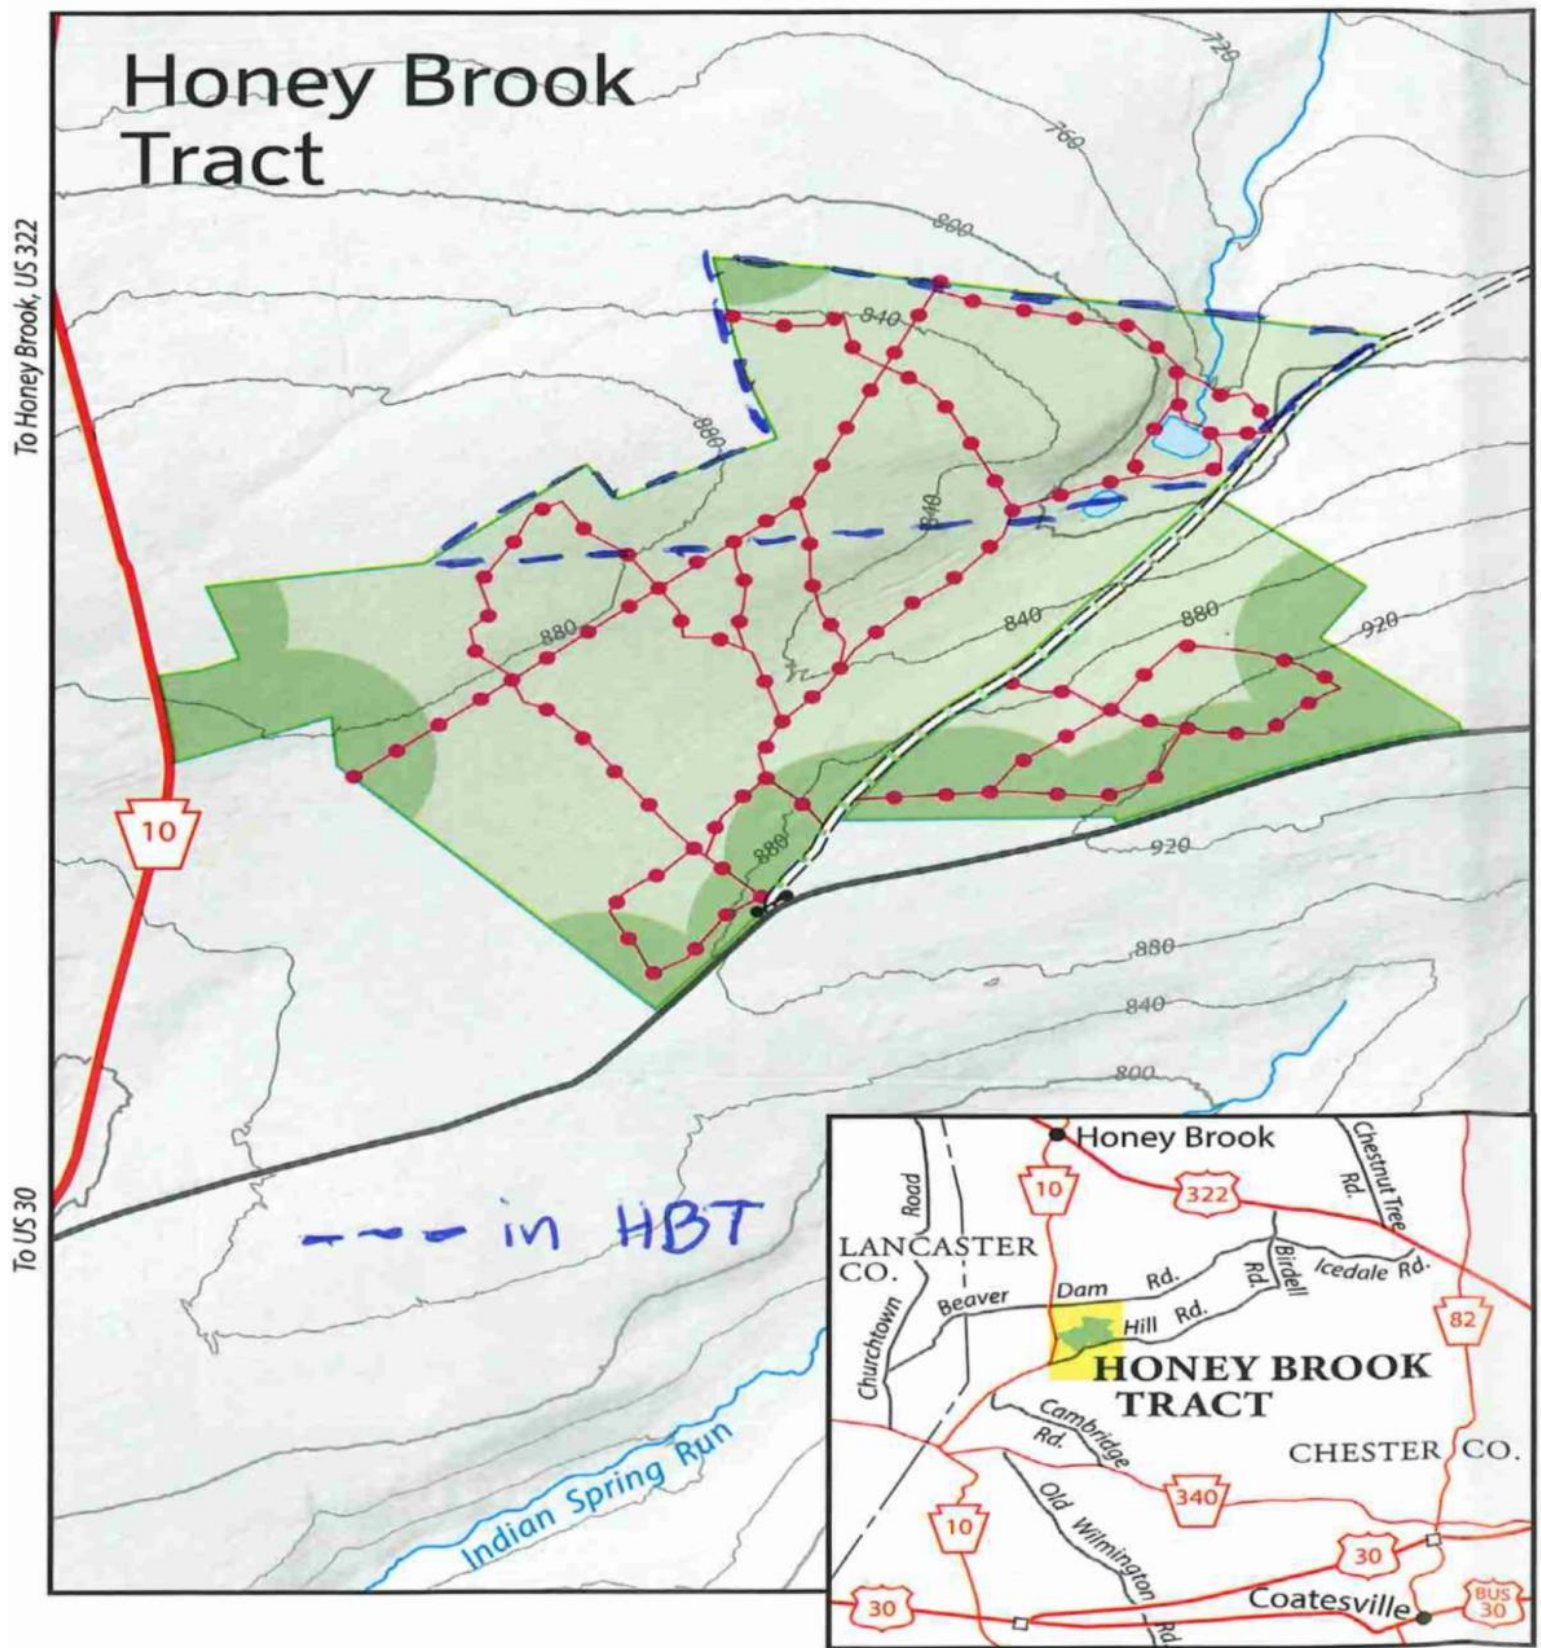 Honey Brook
Tract
To Honey Brook, US 322
To US 30
720
760
800
840
880
840
880
840
880
920
10
880
920
880
840
800
--- in HBT
Indian Spring Run
Honey Brook
10
322
Chestnut Tree
Rd.
Road
LANCASTER
CO.
Churchtown
Beaver
Dam
Rd.
Birdell
Rd.
Icedale Rd.
Hill Rd.
82
HONEY BROOK
TRACT
Cambridge
Rd.
CHESTER CO.
340
Old Wilmington
Rd.
10
30
30
Coatesville
BUS
30